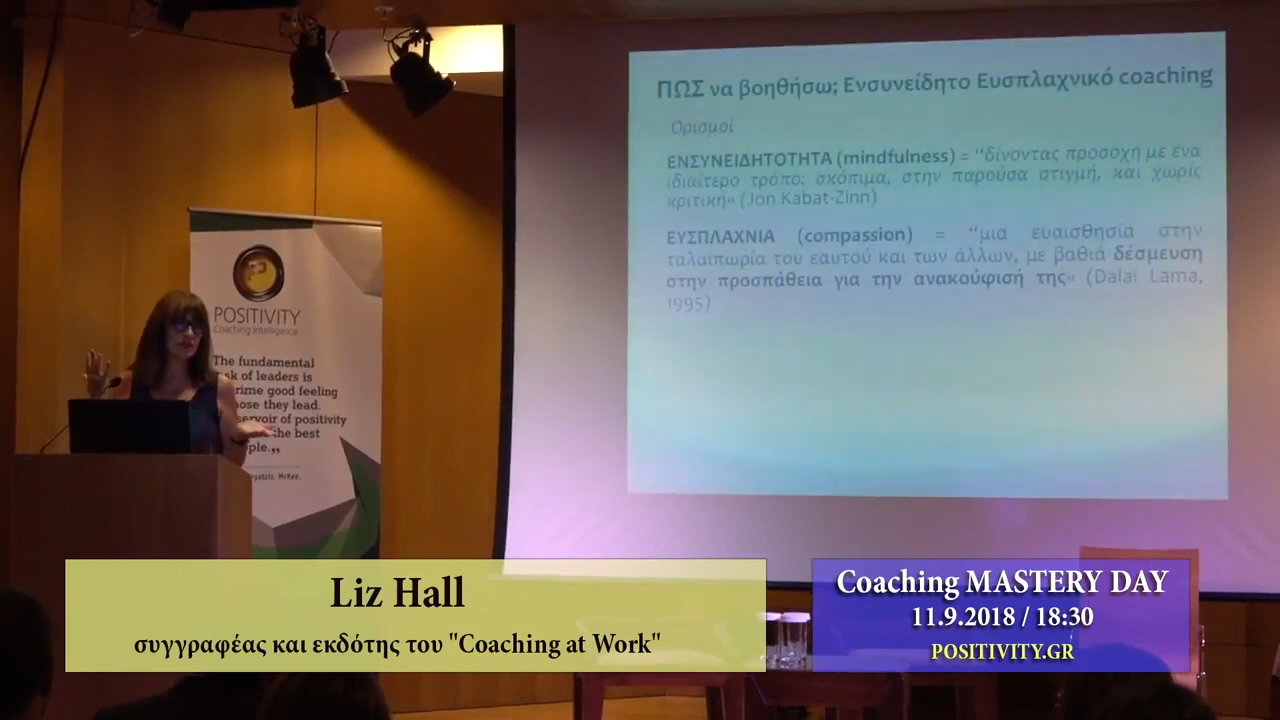 ΠΩΣ να βοηθήσω; Ενσυνείδητο Ευσπλαχνικό coaching
Ορισμοί
ΕΝΣΥΝΕΙΔΗΤΟΤΗΤΑ (mindfulness) = “δίνοντας προσοχή με ένα
ιδιαίτερο τρόπο: σκόπιμα, στην παρούσα στιγμή, και χωρίς
κριτική» (Jon Kabat-Zinn)
ΕΥΣΠΛΑΧΝΙΑ (compassion) = “μια ευαισθησία στην
ταλαιπωρία του εαυτού και των άλλων, με βαθιά δέσμευση
στην προσπάθεια για την ανακούφισή της» (Dalai Lama,
1995)
POSITIVITY
Coaching Intelligence
The fundamental
of leaders is
good feeling
those they lead.
of positivity
the best
„
McKee.
Liz Hall
συγγραφέας και εκδότης του "Coaching at Work"
Coaching MASTERY DAY
11.9.2018 / 18:30
POSITIVITY.GR